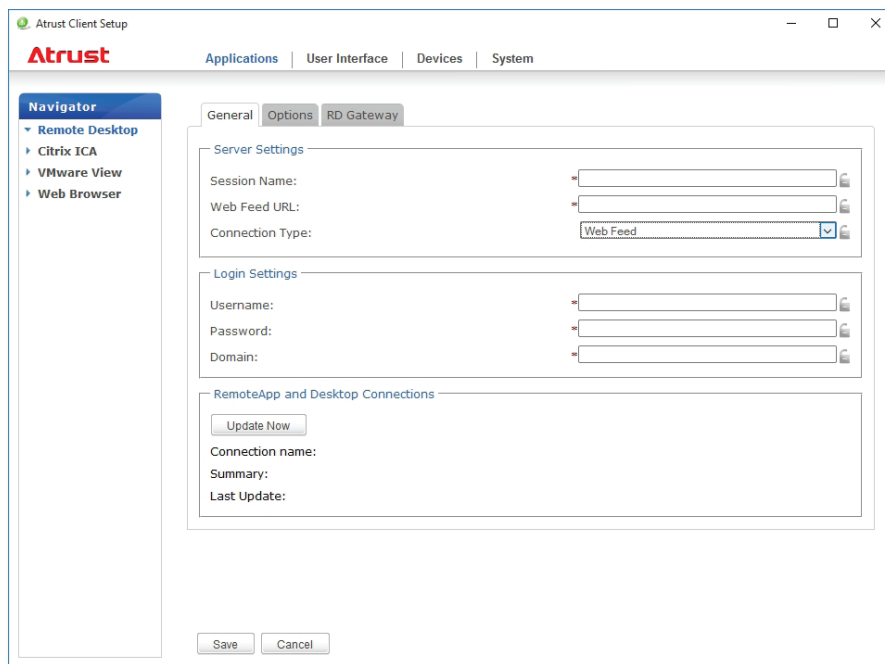 Atrust Client Setup
Atrust
Applications | User Interface | Devices | System
Navigator
Remote Desktop
Citrix ICA
VMware View
Web Browser
General Options RD Gateway
Server Settings
Session Name: *
Web Feed URL: *
Connection Type: Web Feed
Login Settings
Username: *
Password: *
Domain: *
RemoteApp and Desktop Connections
Update Now
Connection name:
Summary:
Last Update:
Save Cancel